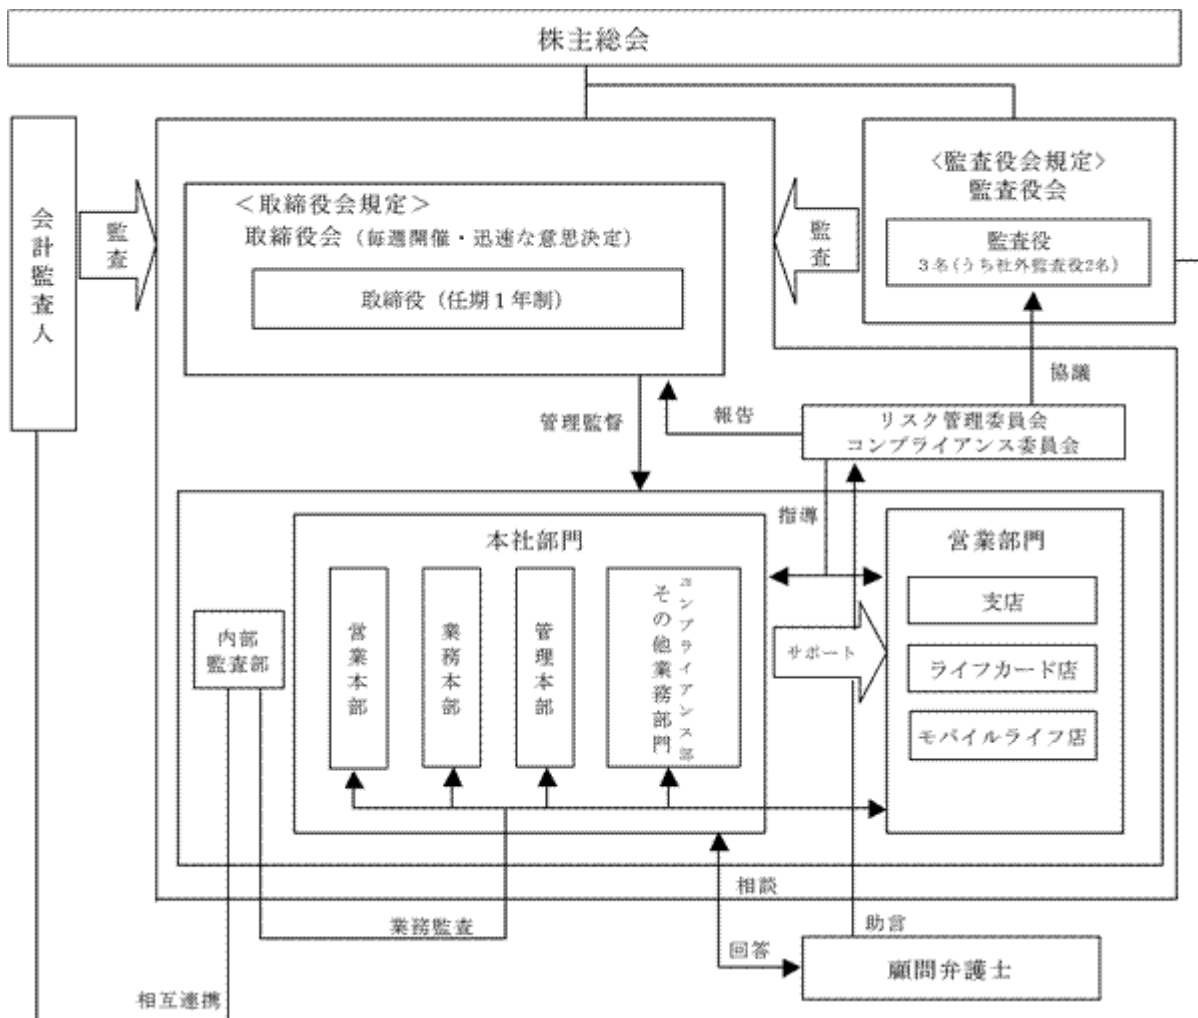 株主総会
会計監査人
監査
＜取締役会規定＞
取締役会（毎週開催・迅速な意思決定）
取締役（任期１年制）
監査
＜監査役会規定＞
監査役会
監査役
３名(うち社外監査役2名)
協議
管理監督
報告
リスク管理委員会
コンプライアンス委員会
指導
本社部門
営業本部
業務本部
管理本部
コンプライアンス部
その他業務部門
内部
監査部
サポート
営業部門
支店
ライフカード店
モバイルライフ店
相談
業務監査
助言
回答
顧問弁護士
相互連携